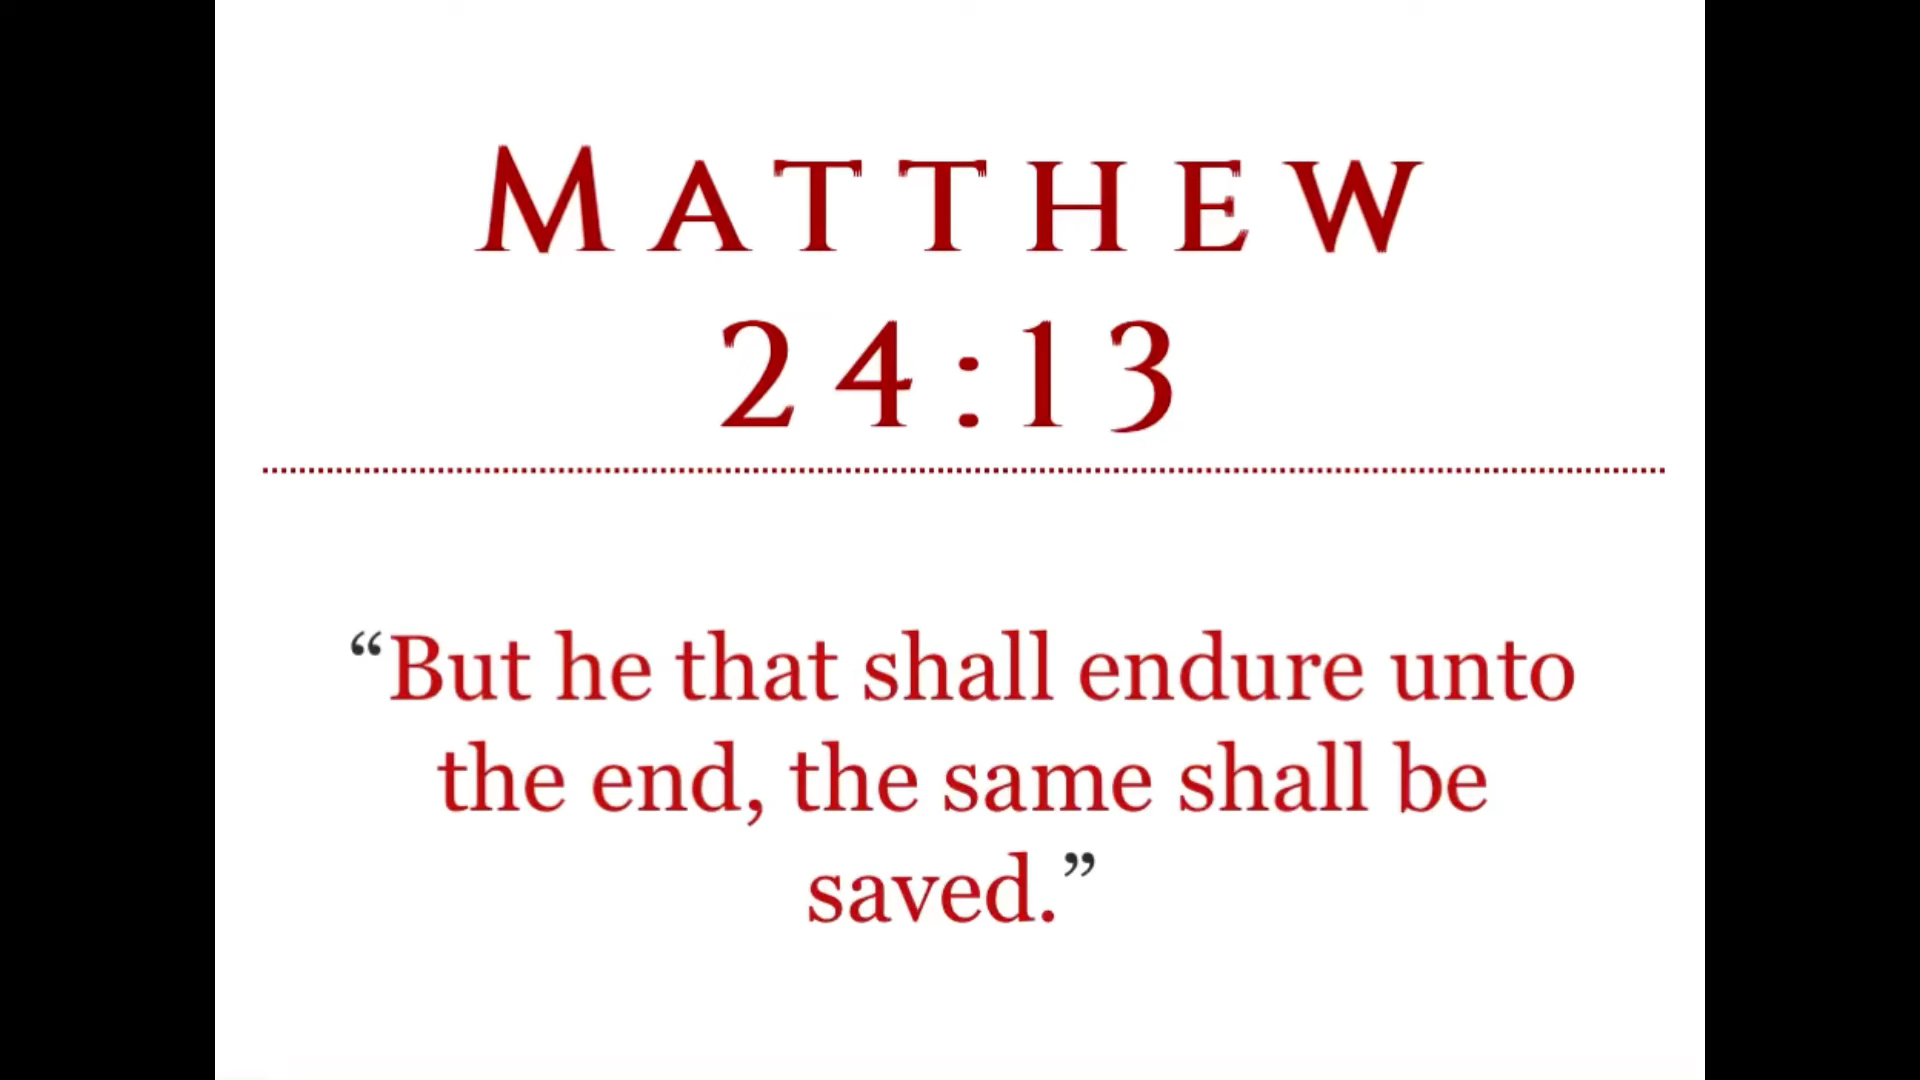 MATTHEW
24:13
“But he that shall endure unto
the end, the same shall be
saved.”